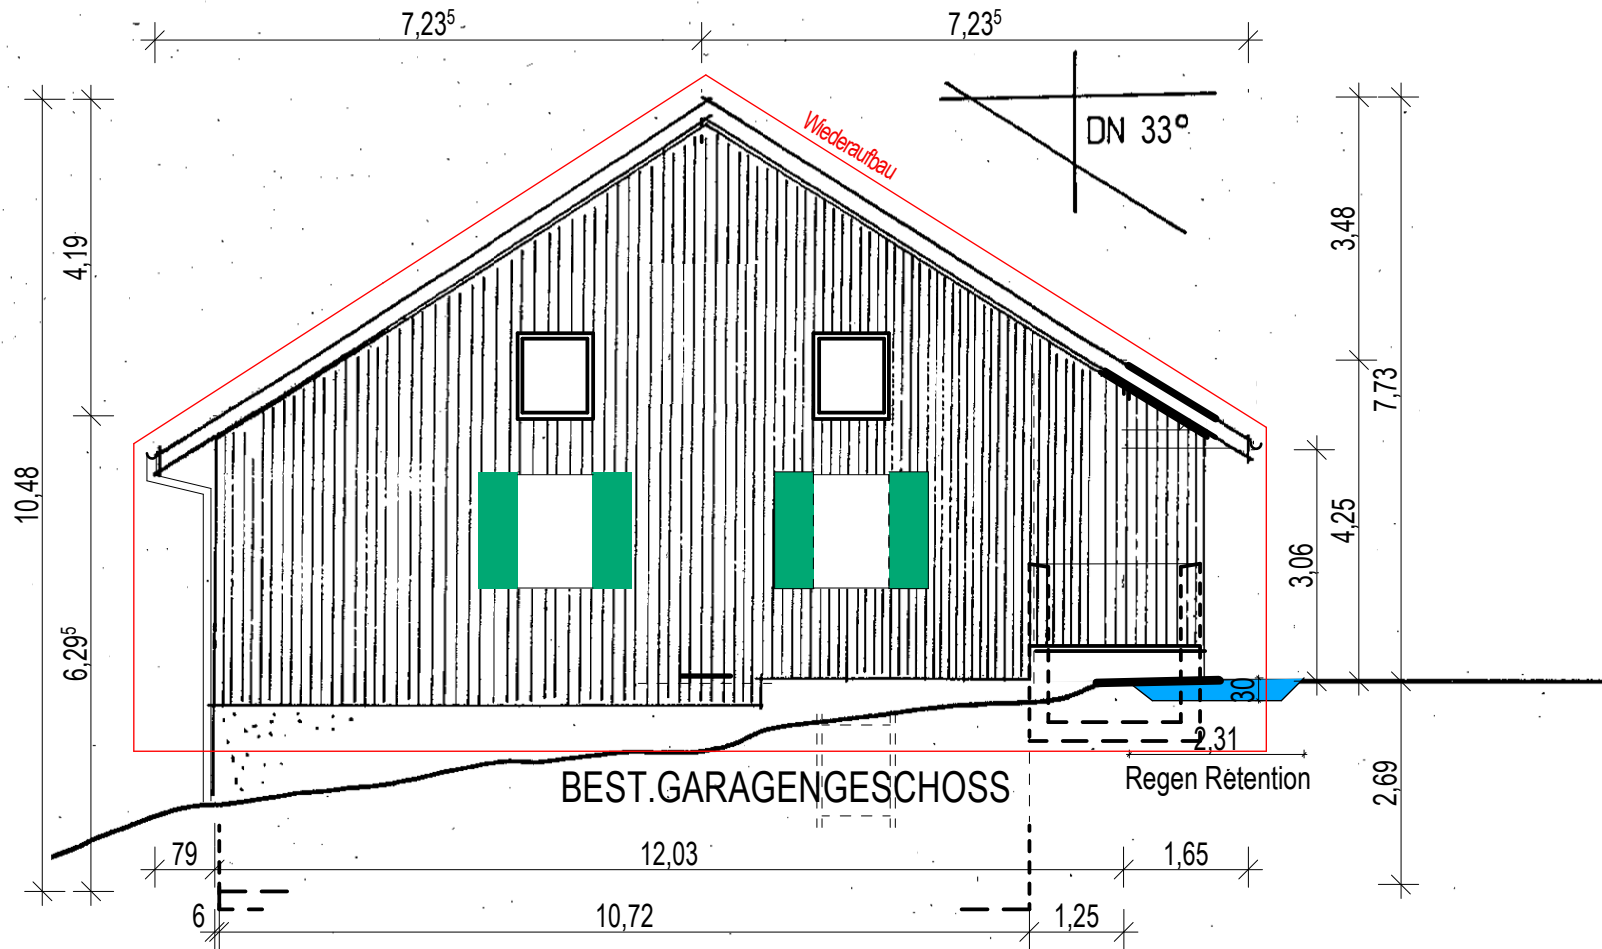 7,23⁵ 7,23⁵
Wiederaufbau
DN 33°
4,19
10,48
6,29⁵
3,48
7,73
4,25
3,06
30
2,31
Regen Retention
2,69
BEST.GARAGENGESCHOSS
79 12,03 1,65
6 10,72 1,25